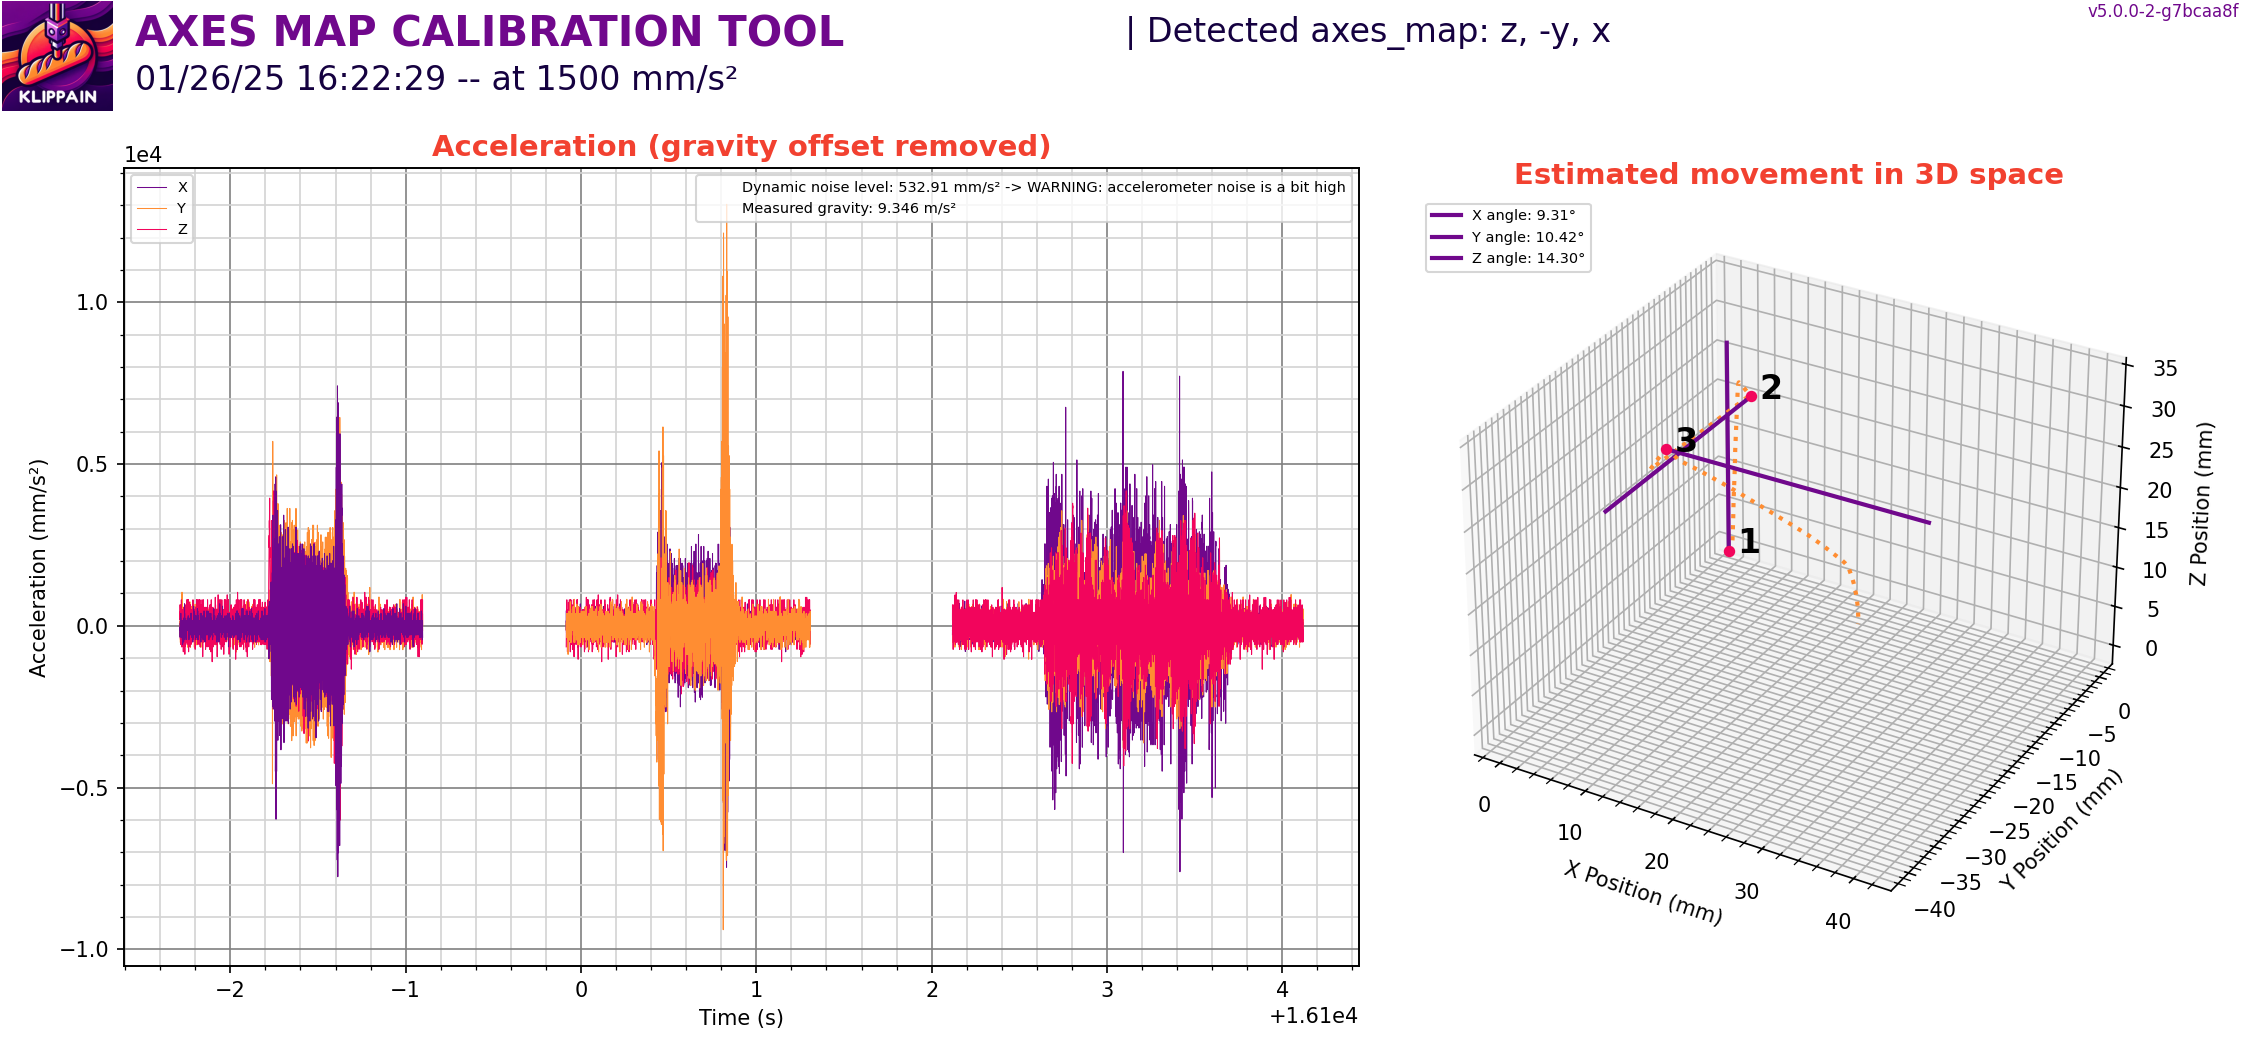 AXES MAP CALIBRATION TOOL
| Detected axes_map: z, -y, x
v5.0.0-2-g7bcaa8f
01/26/25 16:22:29 -- at 1500 mm/s²
KLIPPAIN
Acceleration (gravity offset removed)
1e4
X
Y
Z
Dynamic noise level: 532.91 mm/s² -> WARNING: accelerometer noise is a bit high
Measured gravity: 9.346 m/s²
1.0
0.5
0.0
−0.5
−1.0
Acceleration (mm/s²)
−2
−1
0
1
2
3
4
Time (s)
+1.61e4
Estimated movement in 3D space
X angle: 9.31°
Y angle: 10.42°
Z angle: 14.30°
2
3
1
35
30
25
20
15
10
5
0
Z Position (mm)
0
−5
−10
−15
−20
−25
−30
−35
−40
Y Position (mm)
0
10
20
30
40
X Position (mm)